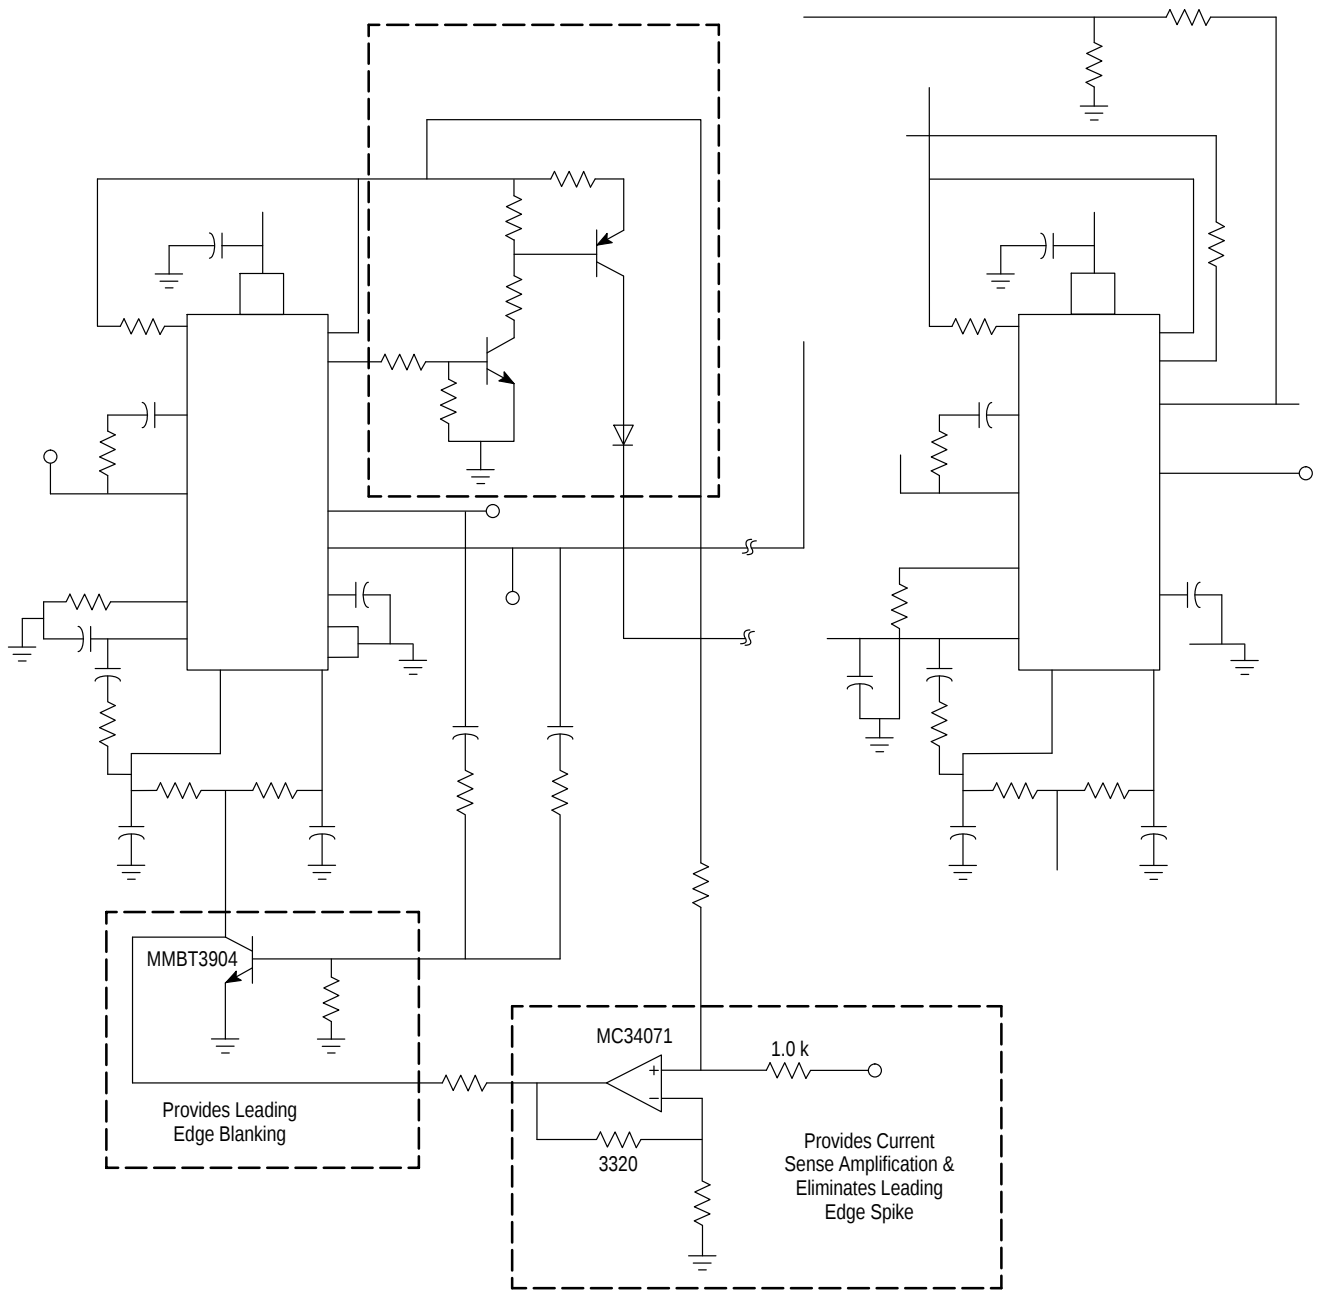 MMBT3904
Provides Leading
Edge Blanking
MC34071
1.0 k
3320
Provides Current
Sense Amplification &
Eliminates Leading
Edge Spike